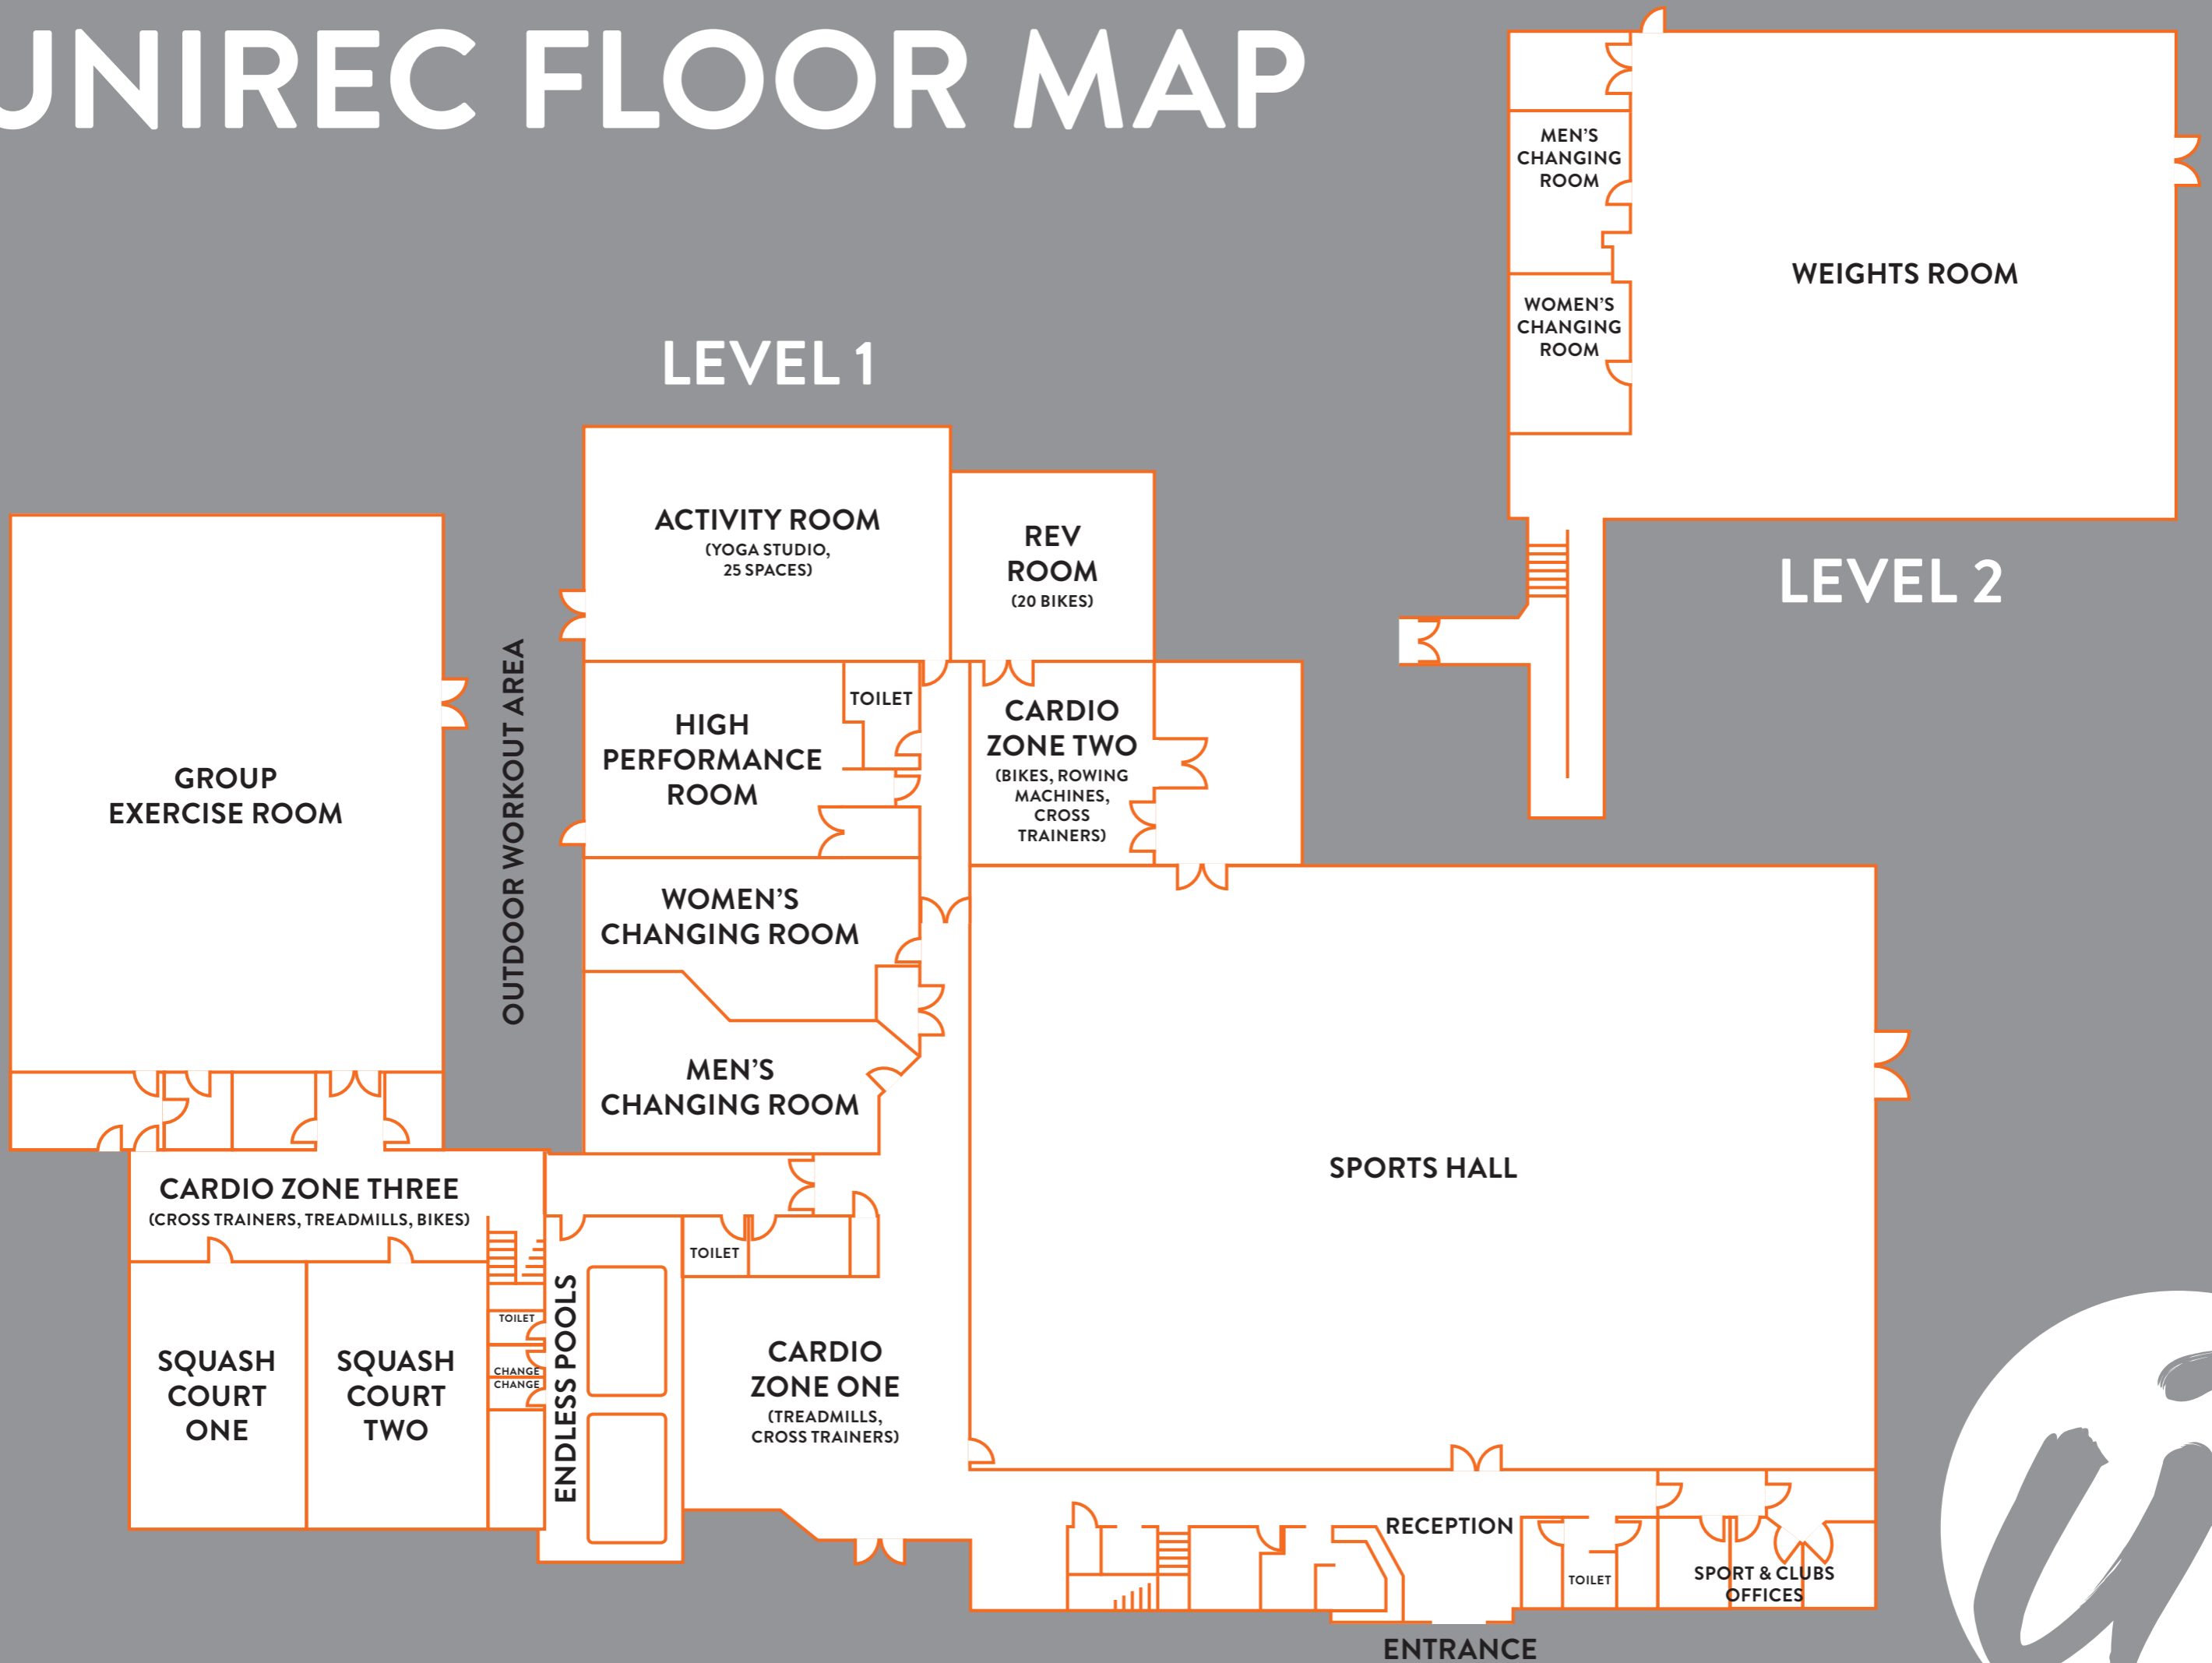 UNIREC FLOOR MAP
MEN'S
CHANGING
ROOM
WEIGHTS ROOM
WOMEN'S
CHANGING
ROOM
LEVEL 2
LEVEL 1
ACTIVITY ROOM
(YOGA STUDIO,
25 SPACES)
REV
ROOM
(20 BIKES)
GROUP
EXERCISE ROOM
OUTDOOR WORKOUT AREA
HIGH
PERFORMANCE
ROOM
TOILET
CARDIO
ZONE TWO
(BIKES, ROWING
MACHINES,
CROSS
TRAINERS)
WOMEN'S
CHANGING ROOM
MEN'S
CHANGING ROOM
SPORTS HALL
CARDIO ZONE THREE
(CROSS TRAINERS, TREADMILLS, BIKES)
SQUASH
COURT
ONE
SQUASH
COURT
TWO
TOILET
CHANGE
CHANGE
ENDLESS POOLS
TOILET
CARDIO
ZONE ONE
(TREADMILLS,
CROSS TRAINERS)
RECEPTION
TOILET
SPORT & CLUBS
OFFICES
ENTRANCE